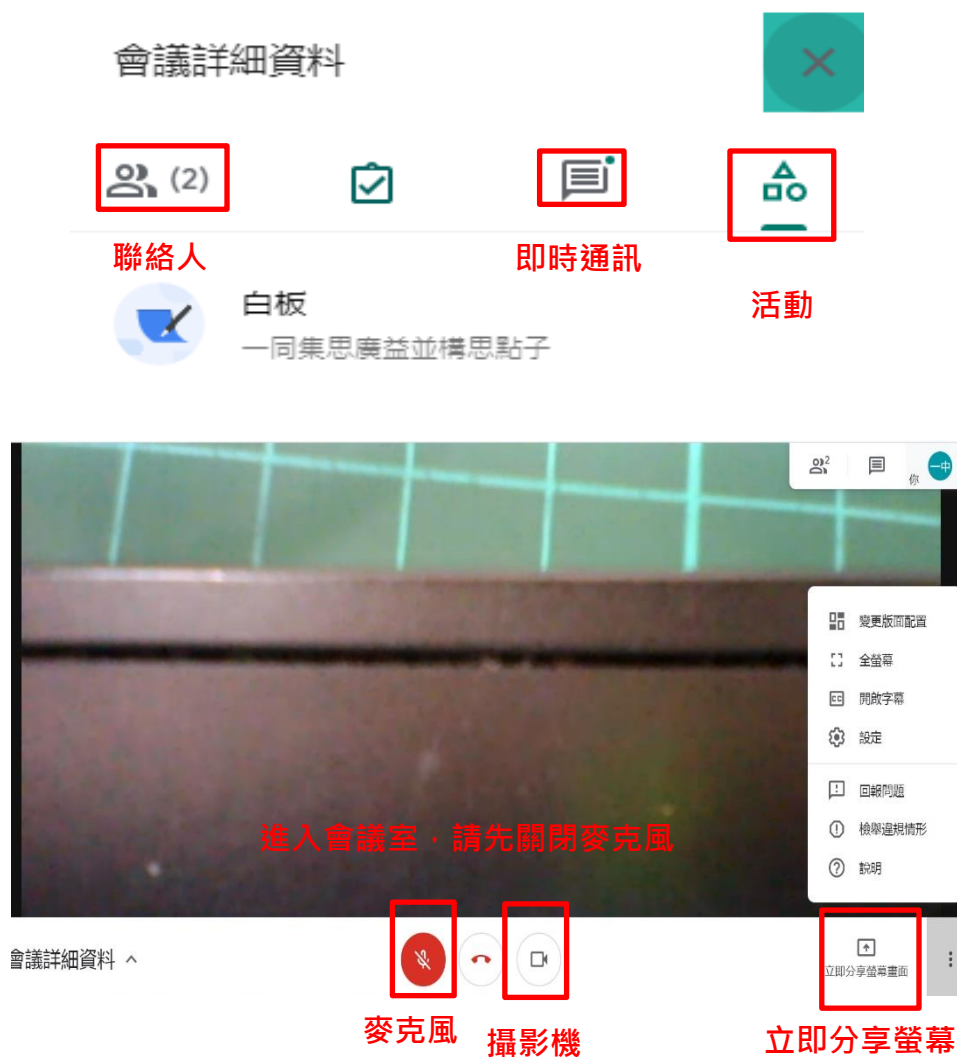 會議詳細資料
(2)
聯絡人
即時通訊
活動
白板
一同集思廣益並構思點子
2
你
一中
變更版面配置
全螢幕
CC 開啟字幕
設定
回報問題
檢舉違規情形
說明
進入會議室，請先關閉麥克風
會議詳細資料
立即分享螢幕畫面
麥克風
攝影機
立即分享螢幕